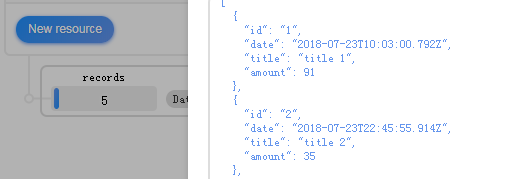 New resource
records
5
Dat
[
{
"id": "1",
"date": "2018-07-23T10:03:00.792Z",
"title": "title 1",
"amount": 91
},
{
"id": "2",
"date": "2018-07-23T22:45:55.914Z",
"title": "title 2",
"amount": 35
},